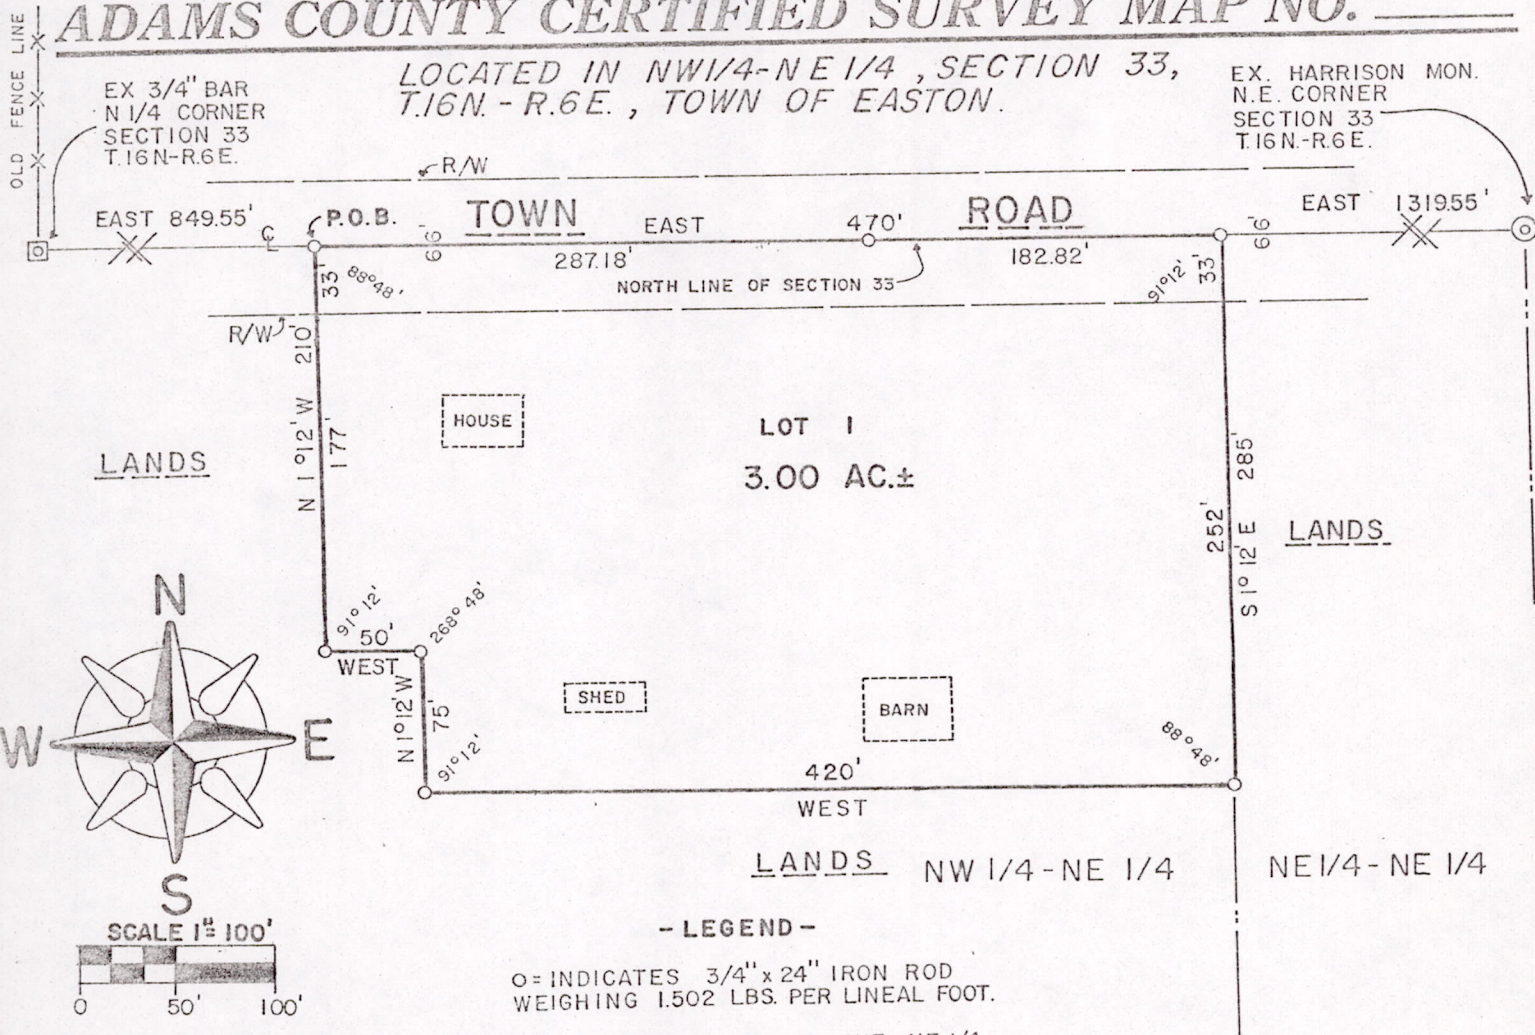 ADAMS COUNTY CERTIFIED SURVEY MAP NO.
LOCATED IN NW1/4-NE1/4, SECTION 33,
T.16N.-R.6E., TOWN OF EASTON.
OLD FENCE LINE
EX 3/4" BAR
N 1/4 CORNER
SECTION 33
T.16N-R.6E.
EX. HARRISON MON.
N.E. CORNER
SECTION 33
T.16N.-R.6E.
R/W
EAST 849.55'
C
L
P.O.B.
TOWN
EAST
470'
ROAD
EAST 1319.55'
66'
66'
287.18'
182.82'
NORTH LINE OF SECTION 33
33'
88°48'
91°12'
33'
R/W
210'
N 1°12' W
177'
HOUSE
LOT 1
3.00 AC.±
LANDS
285'
252'
S 1°12' E
LANDS
91°12'
50'
WEST
268°48'
N 1°12' W
75'
91°12'
SHED
BARN
88°48'
420'
WEST
N
W
E
S
LANDS
NW 1/4-NE 1/4
NE1/4-NE 1/4
SCALE 1"=100'
0 50' 100'
-LEGEND-
O=INDICATES 3/4"x24" IRON ROD
WEIGHING 1.502 LBS. PER LINEAL FOOT.